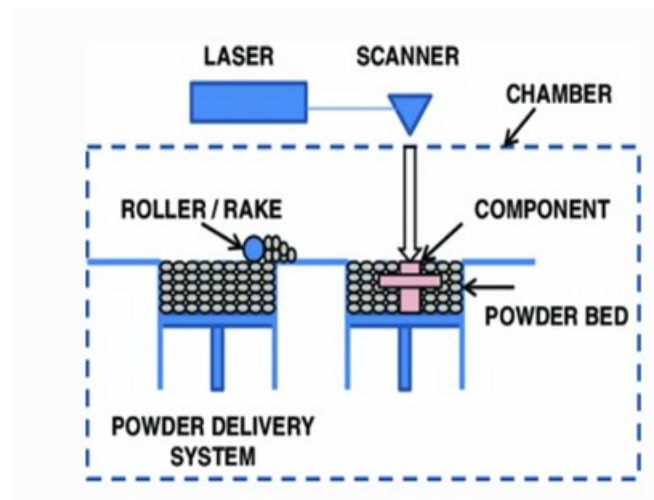 LASER
SCANNER
CHAMBER
ROLLER / RAKE
COMPONENT
POWDER BED
POWDER DELIVERY
SYSTEM